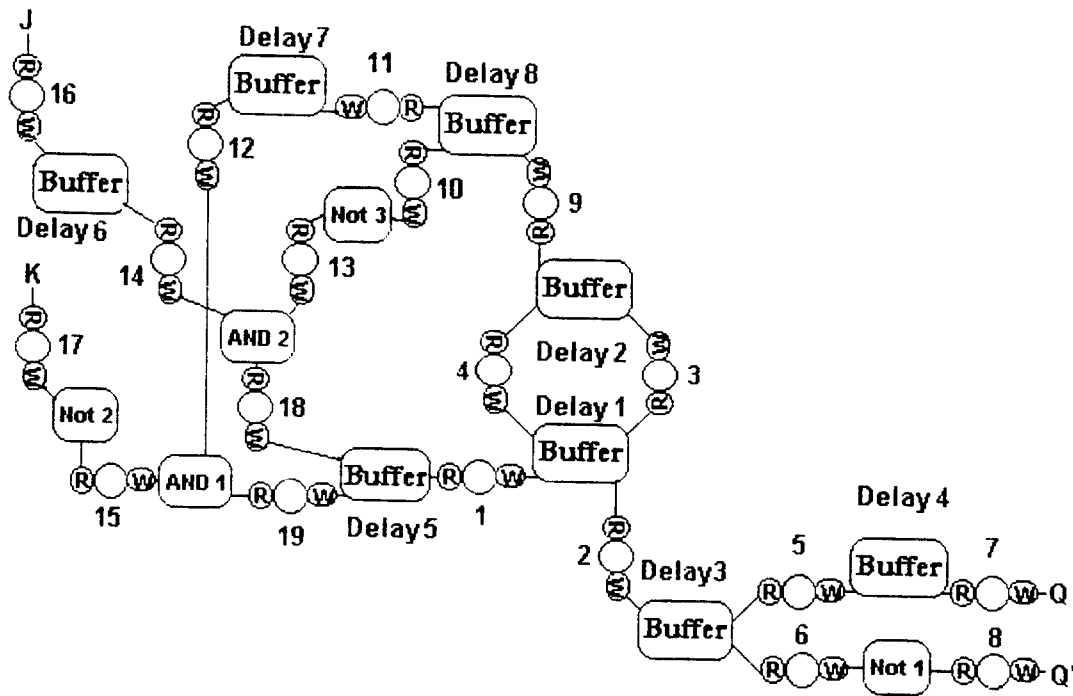 J
Delay 7
11
Delay 8
R
16
W
Buffer
W R
Buffer
R
12
W
R
10
W
W
9
R
Buffer
Delay 6
Not 3
R
14
W
R
13
W
K
R
17
W
AND 2
Buffer
Delay 2
R
4
W
W
3
R
Delay 1
R
18
W
Not 2
Buffer
R W
15
AND 1
R W
19
Buffer
Delay 5
R W
1
R
2
W
Delay 4
Delay3
5
Buffer
7
R W
R W
Q
Buffer
6
8
R W
Not 1
R W
Q'